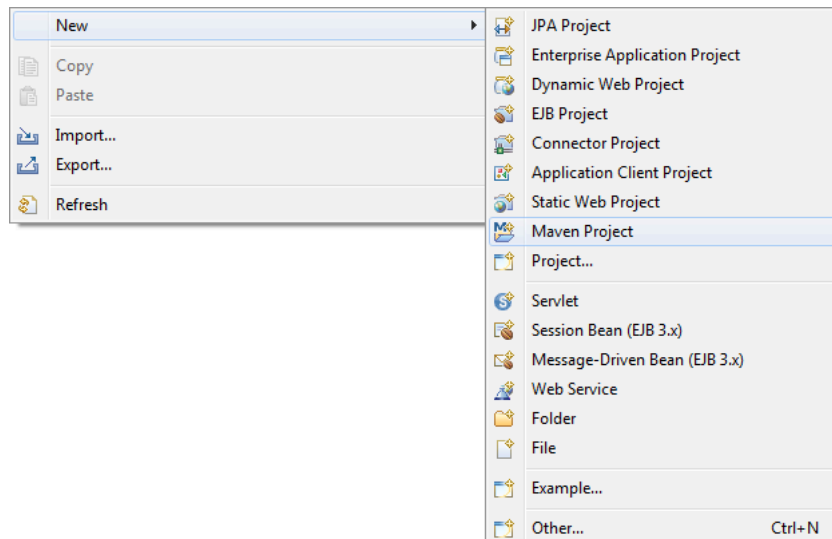 New
Copy
Paste
Import...
Export...
Refresh
JPA Project
Enterprise Application Project
Dynamic Web Project
EJB Project
Connector Project
Application Client Project
Static Web Project
Maven Project
Project...
Servlet
Session Bean (EJB 3.x)
Message-Driven Bean (EJB 3.x)
Web Service
Folder
File
Example...
Other... Ctrl+N